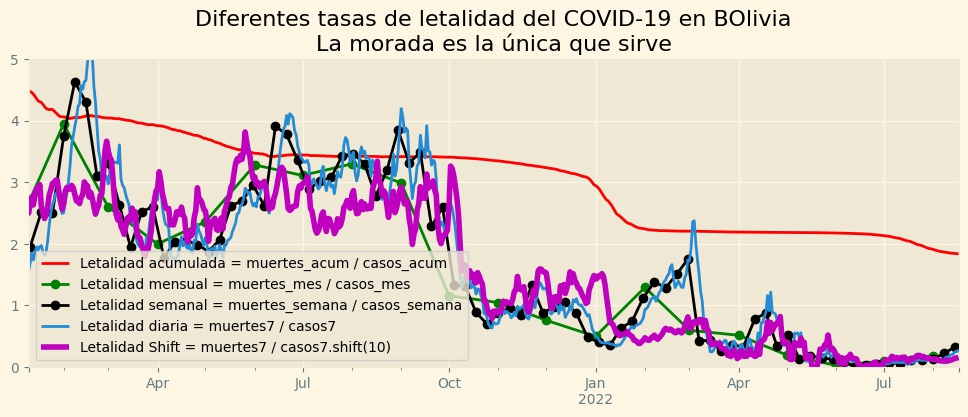 Diferentes tasas de letalidad del COVID-19 en BOlivia
La morada es la única que sirve
5
4
3
2
1
0
Letalidad acumulada = muertes_acum / casos_acum
Letalidad mensual = muertes_mes / casos_mes
Letalidad semanal = muertes_semana / casos_semana
Letalidad diaria = muertes7 / casos7
Letalidad Shift = muertes7 / casos7.shift(10)
Apr Jul Oct Jan Apr Jul
2022